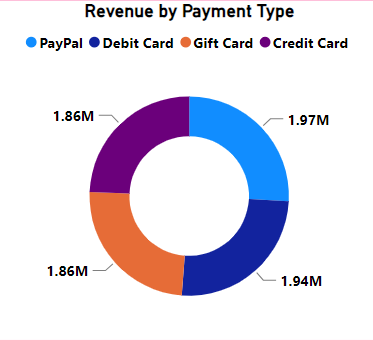 Revenue by Payment Type
PayPal Debit Card Gift Card Credit Card
1.86M
1.97M
1.86M
1.94M